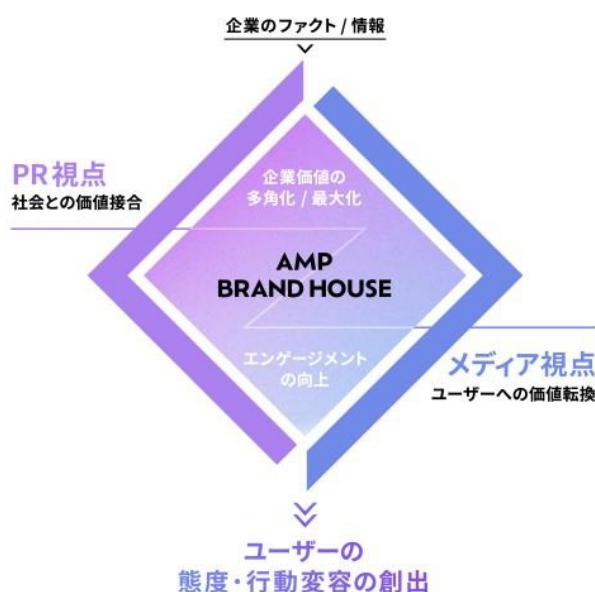 企業のファクト / 情報
PR視点
社会との価値接合
企業価値の
多角化 / 最大化
AMP
BRAND HOUSE
エンゲージメント
の向上
メディア視点
ユーザーへの価値転換
ユーザーの
態度・行動変容の創出